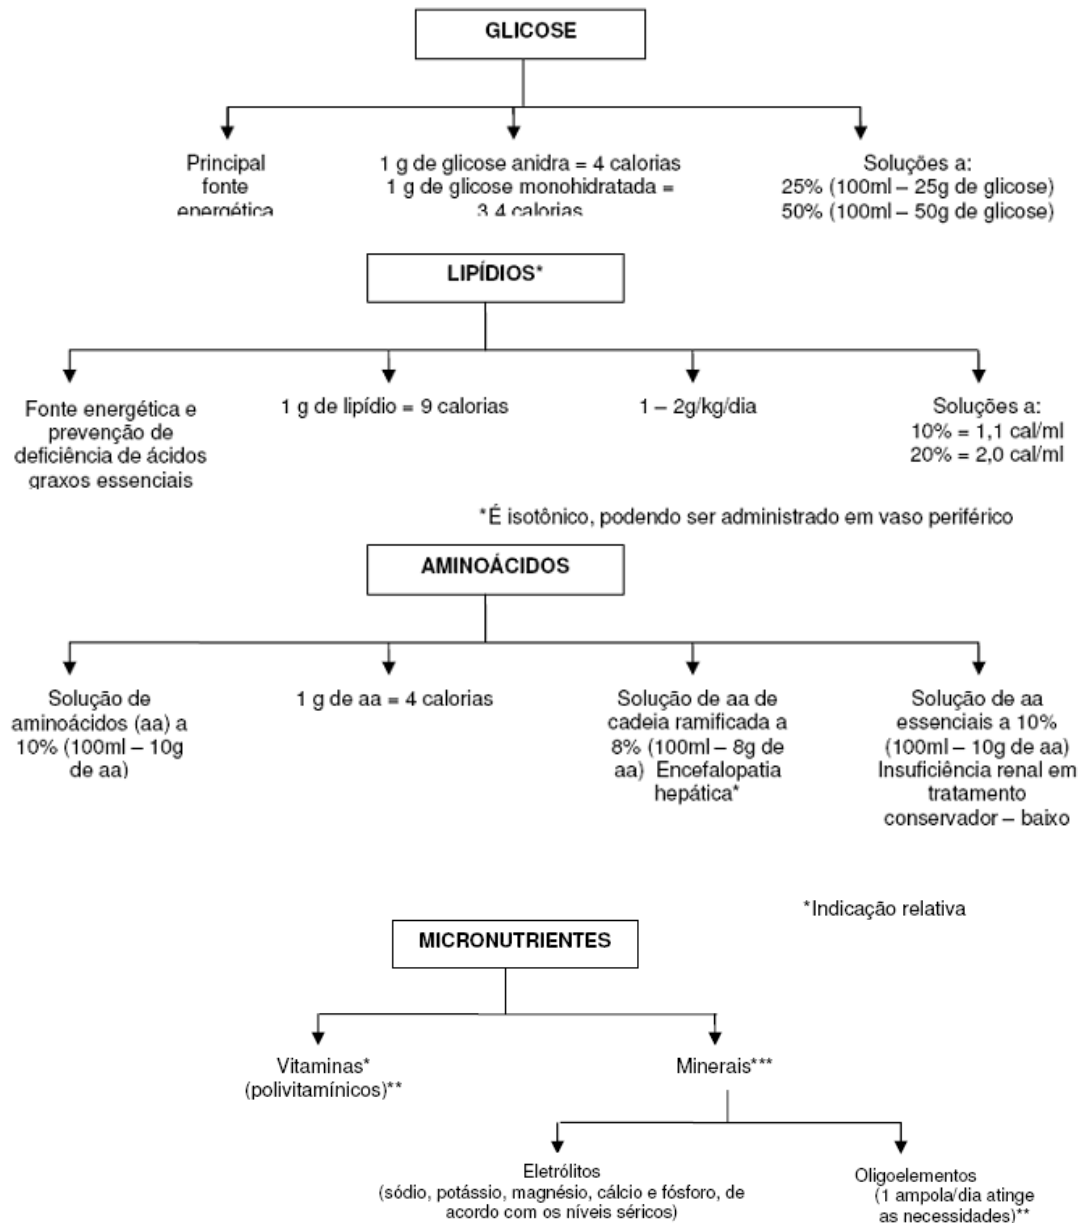 GLICOSE
Principal
fonte
energética
1 g de glicose anidra = 4 calorias
1 g de glicose monohidratada =
3,4 calorias
Soluções a:
25% (100ml – 25g de glicose)
50% (100ml – 50g de glicose)
LIPÍDIOS*
Fonte energética e
prevenção de
deficiência de ácidos
graxos essenciais
1 g de lipídio = 9 calorias
1 – 2g/kg/dia
Soluções a:
10% = 1,1 cal/ml
20% = 2,0 cal/ml
*É isotônico, podendo ser administrado em vaso periférico
AMINOÁCIDOS
Solução de
aminoácidos (aa) a
10% (100ml – 10g
de aa)
1 g de aa = 4 calorias
Solução de aa de
cadeia ramificada a
8% (100ml – 8g de
aa) Encefalopatia
hepática*
Solução de aa
essenciais a 10%
(100ml – 10g de aa)
Insuficiência renal em
tratamento
conservador – baixo
*Indicação relativa
MICRONUTRIENTES
Vitaminas*
(polivitamínicos)**
Minerais***
Eletrólitos
(sódio, potássio, magnésio, cálcio e fósforo, de
acordo com os níveis séricos)
Oligoelementos
(1 ampola/dia atinge
as necessidades)**